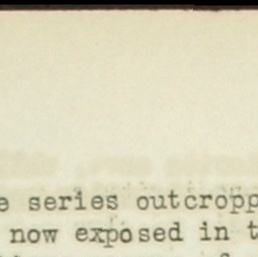 e series outcropp
now exposed in t